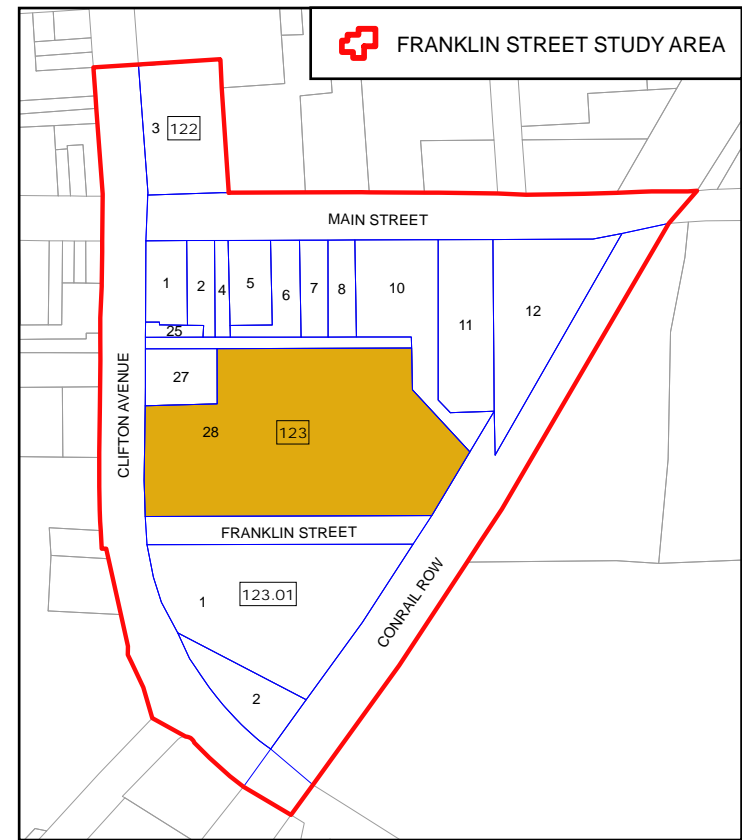 FRANKLIN STREET STUDY AREA
3 122
MAIN STREET
1 2 4 5 6 7 8 10 11 12
25
27
CLIFTON AVENUE
28 123
FRANKLIN STREET
1 123.01
CONRAIL ROW
2